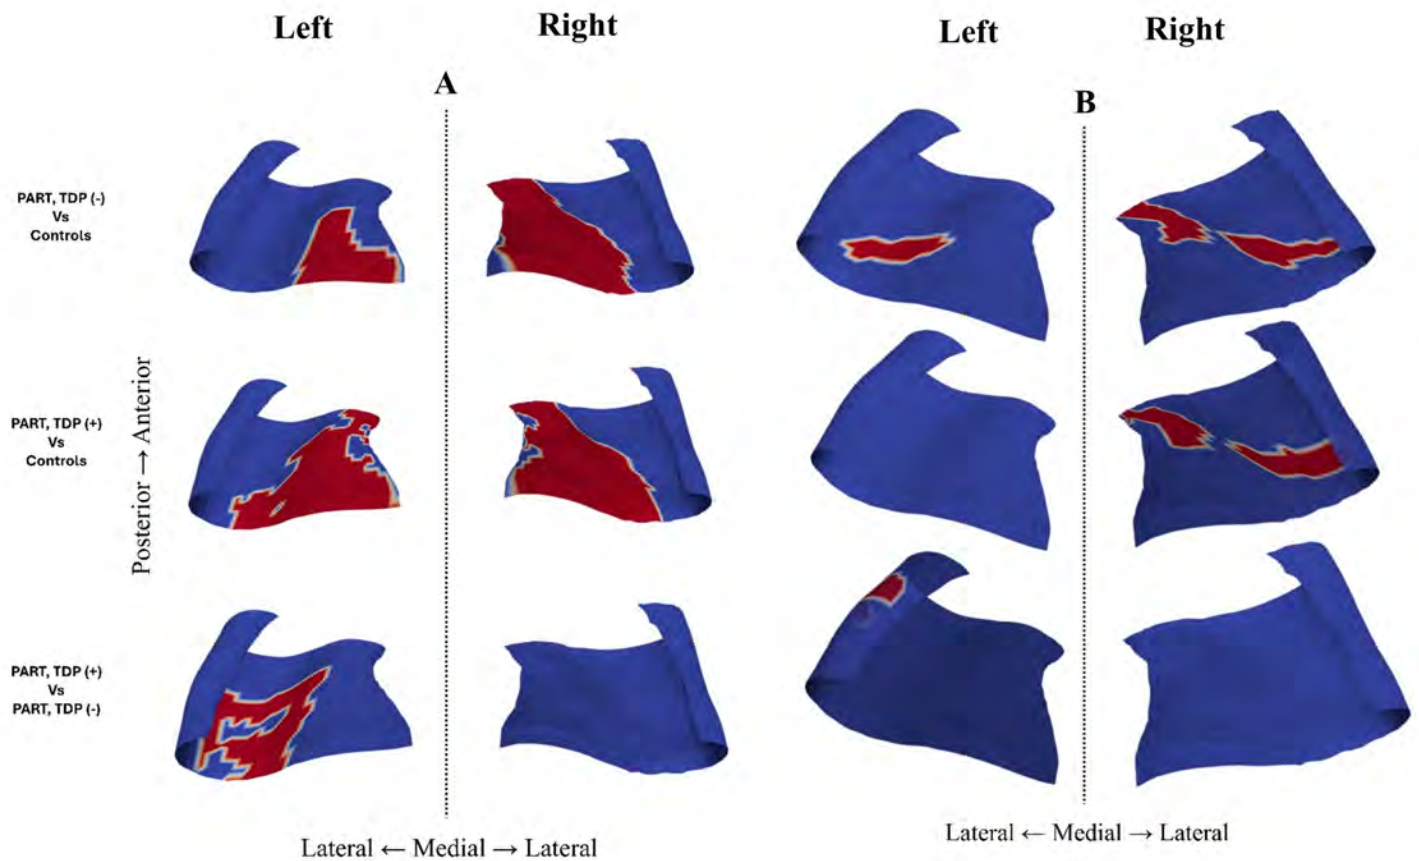 Left
Right
Left
Right
A
B
PART, TDP (-)
Vs
Controls
PART, TDP (+)
Vs
Controls
Posterior → Anterior
PART, TDP (+)
Vs
PART, TDP (-)
Lateral ← Medial → Lateral
Lateral ← Medial → Lateral